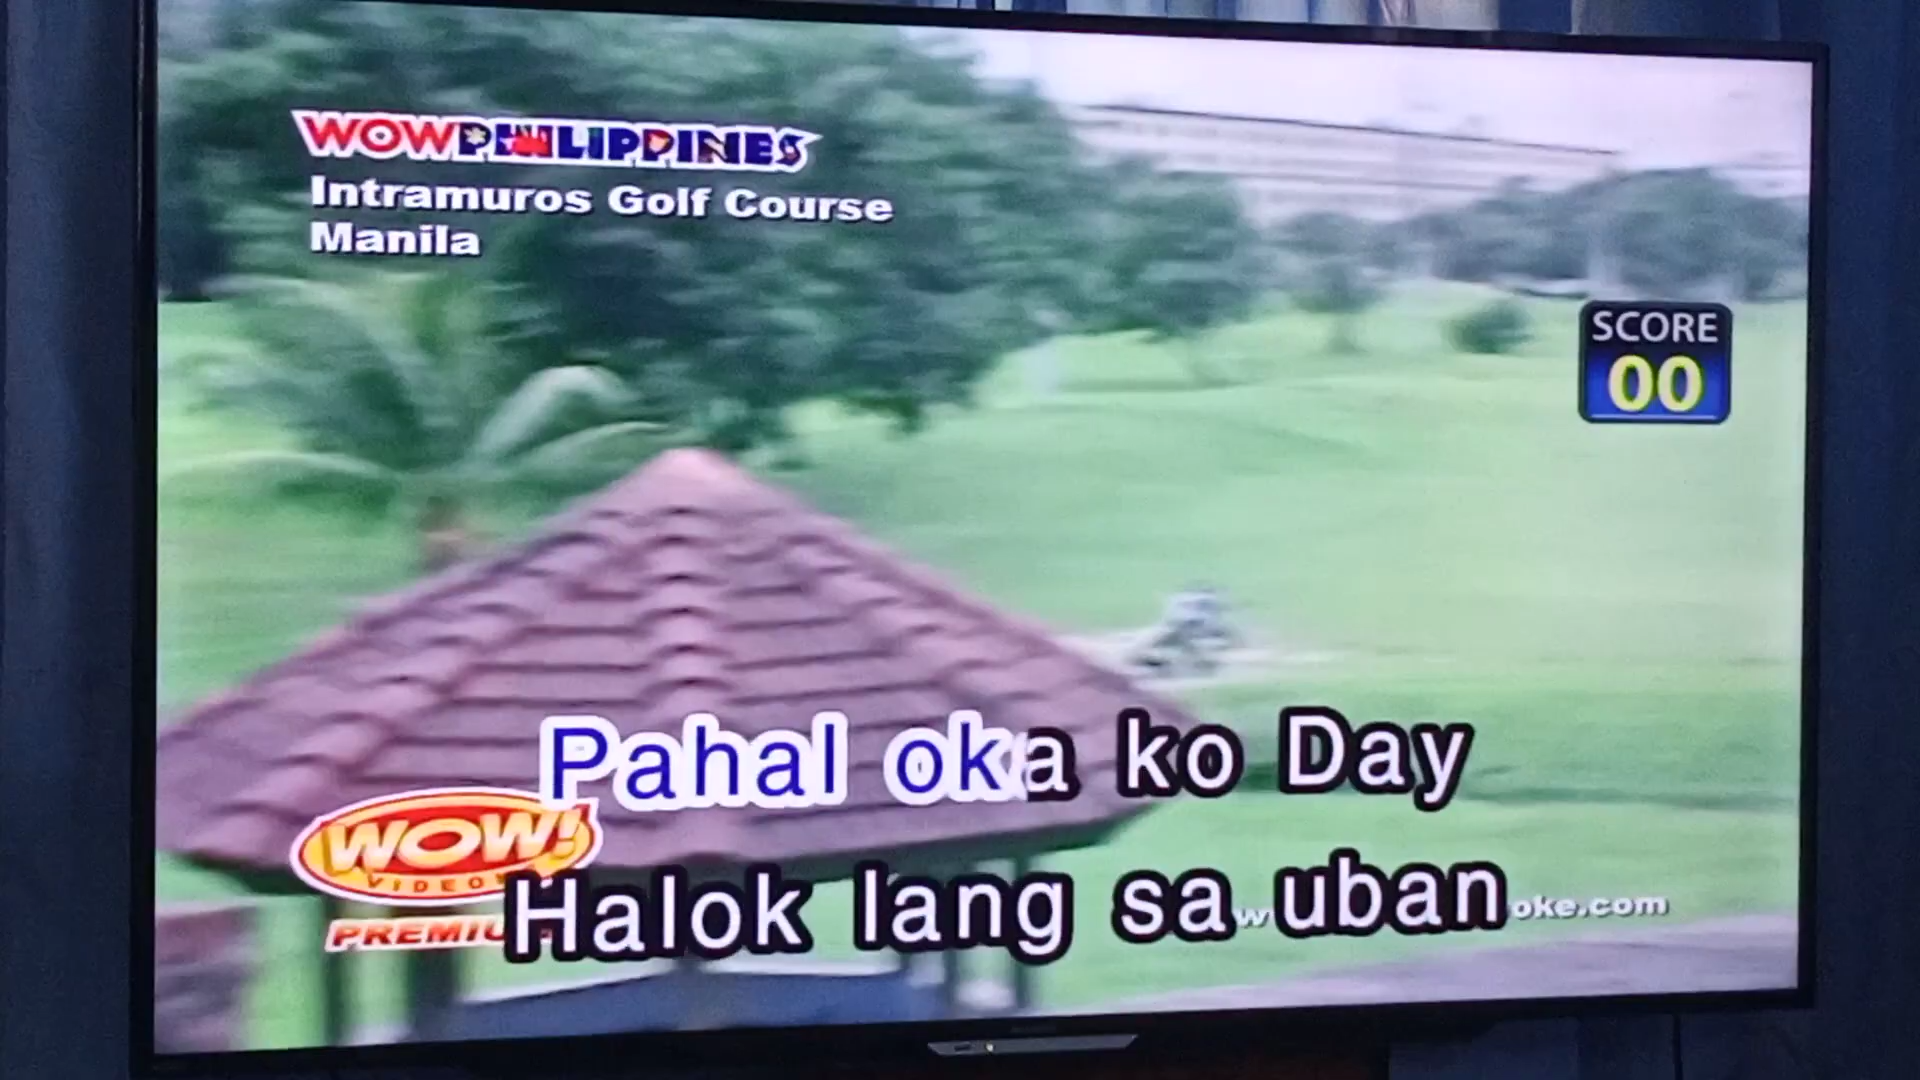 WOWPHILIPPINES
Intramuros Golf Course
Manila
SCORE
00
Pahal oka ko Day
WOW!
VIDEO
Halok lang sa uban
oke.com